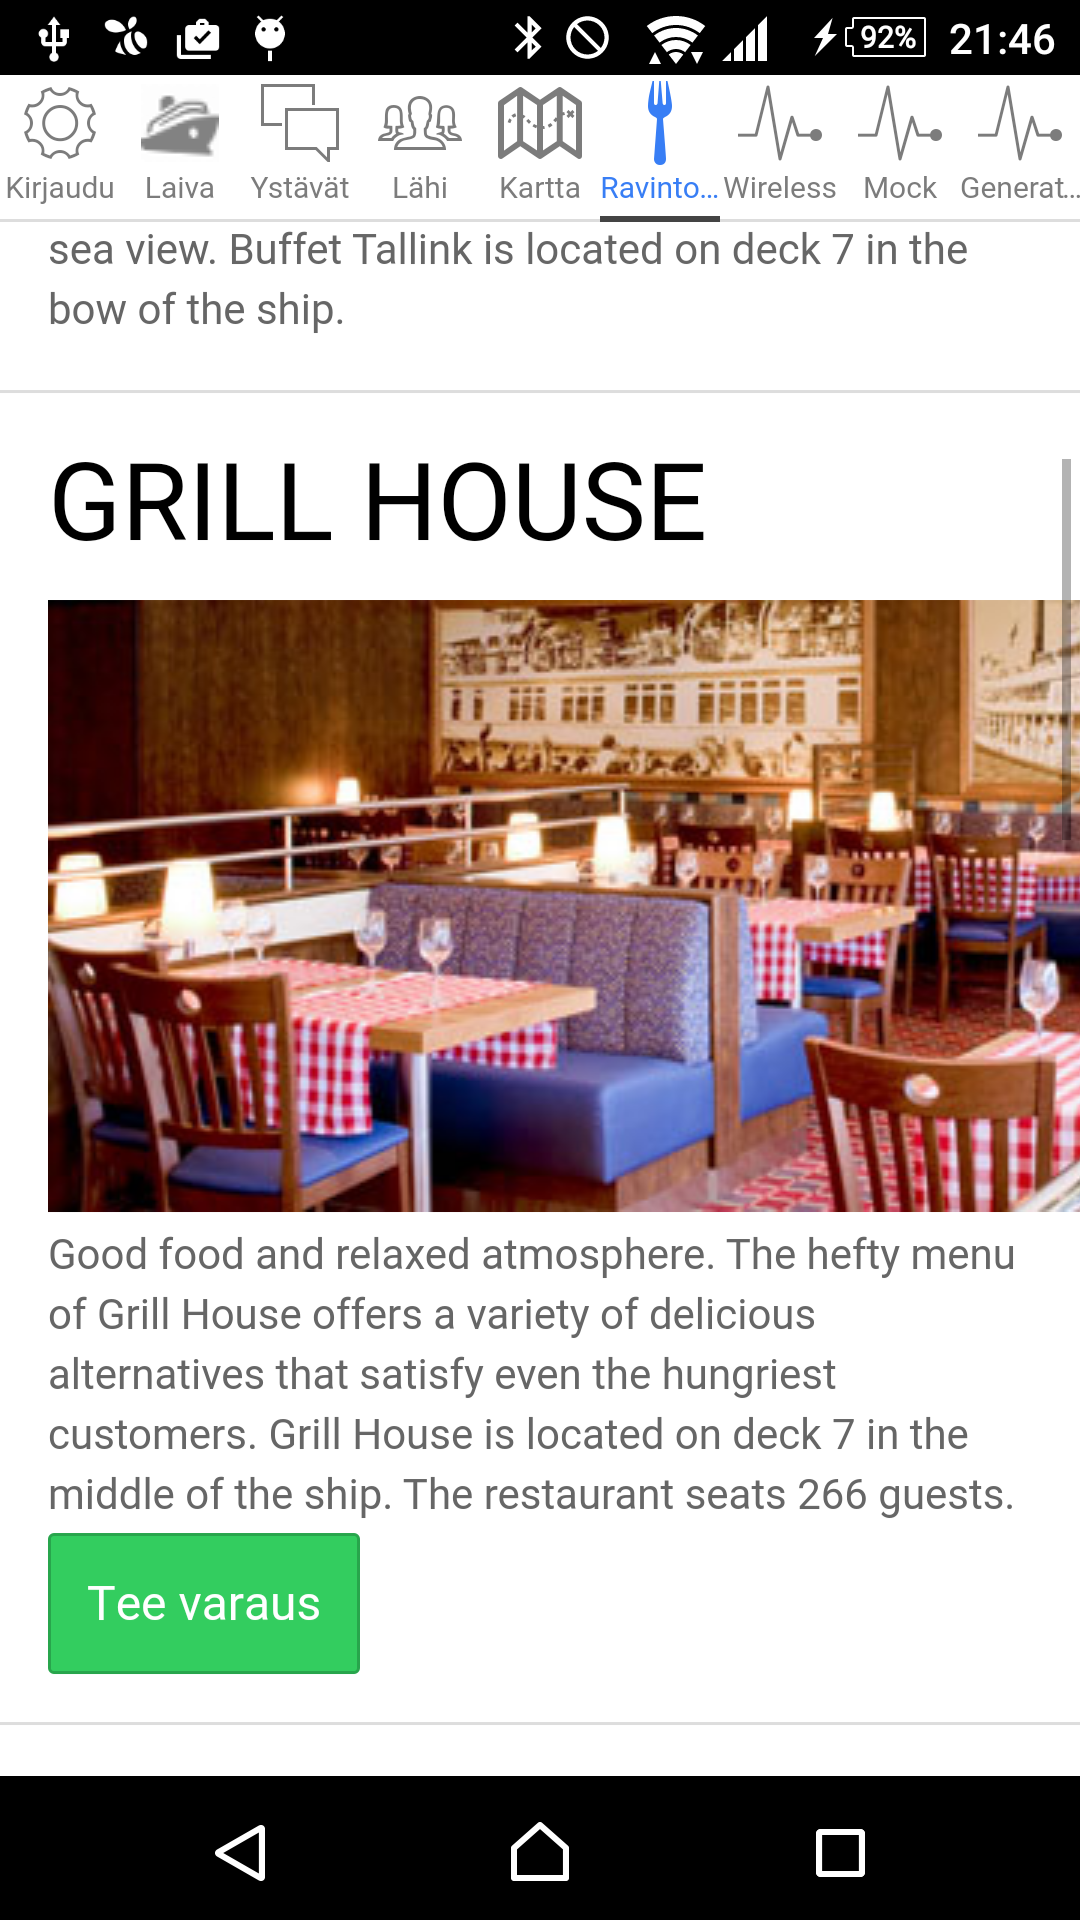 92% 21:46
Kirjaudu Laiva Ystävät Lähi Kartta Ravinto... Wireless Mock Generat...
sea view. Buffet Tallink is located on deck 7 in the
bow of the ship.
GRILL HOUSE
Good food and relaxed atmosphere. The hefty menu
of Grill House offers a variety of delicious
alternatives that satisfy even the hungriest
customers. Grill House is located on deck 7 in the
middle of the ship. The restaurant seats 266 guests.
Tee varaus